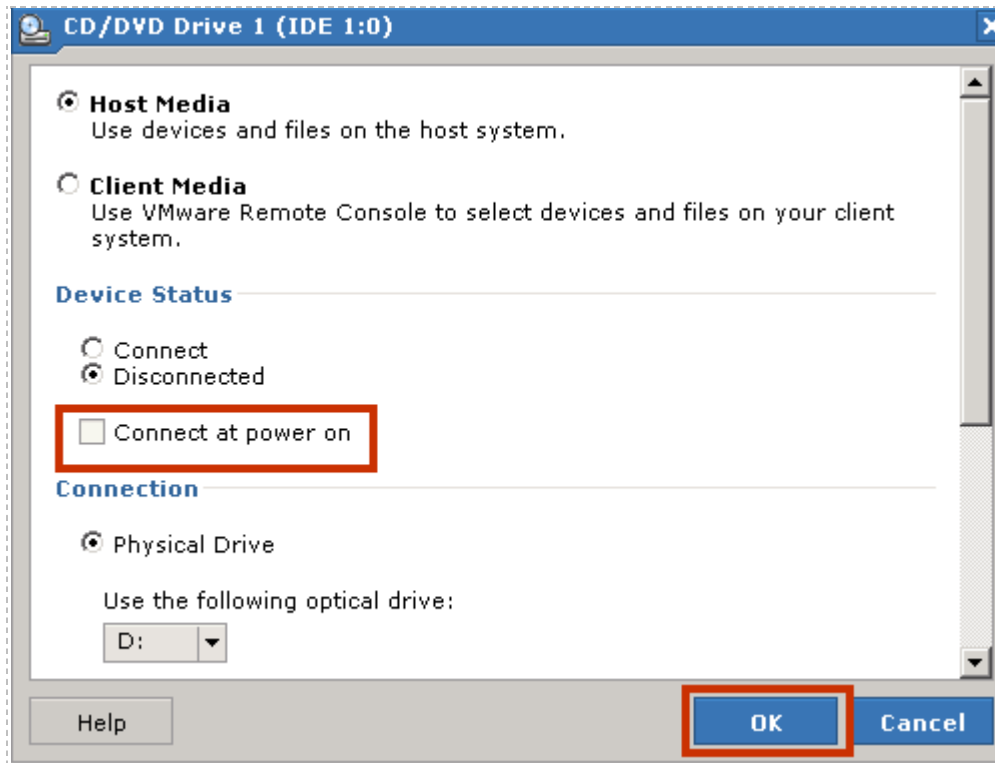 CD/DVD Drive 1 (IDE 1:0)
Host Media
Use devices and files on the host system.
Client Media
Use VMware Remote Console to select devices and files on your client
system.
Device Status
Connect
Disconnected
Connect at power on
Connection
Physical Drive
Use the following optical drive:
D:
Help
OK
Cancel